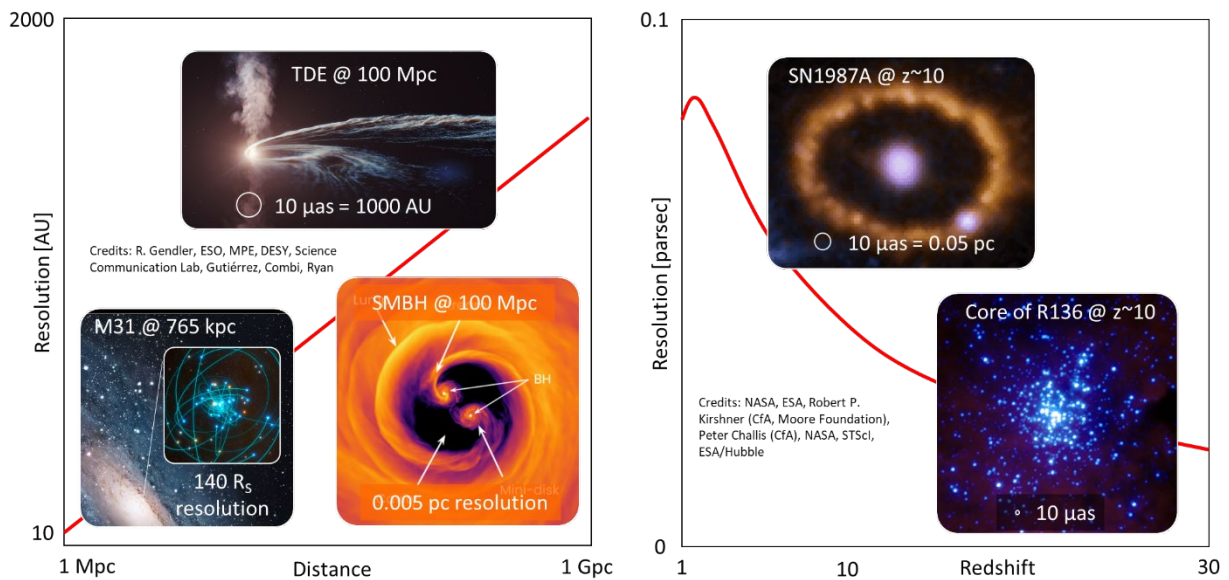 2000
TDE @ 100 Mpc
10 µas = 1000 AU
Credits: R. Gendler, ESO, MPE, DESY, Science
Communication Lab, Gutiérrez, Combi, Ryan
Resolution [AU]
M31 @ 765 kpc
140 R_S
resolution
SMBH @ 100 Mpc
BH
Mini-disk
0.005 pc resolution
10
1 Mpc
Distance
1 Gpc
0.1
SN1987A @ z~10
10 µas = 0.05 pc
Resolution [parsec]
Core of R136 @ z~10
Credits: NASA, ESA, Robert P.
Kirshner (CfA, Moore Foundation),
Peter Challis (CfA), NASA, STScI,
ESA/Hubble
10 µas
0
1
10
Redshift
30